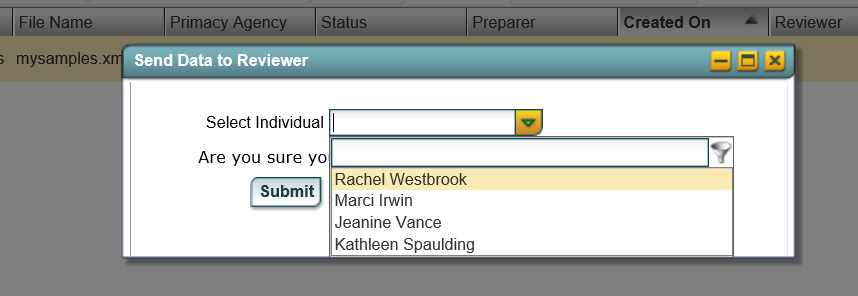 File Name Primacy Agency Status Preparer Created On Reviewer
s mysamples.xm
Send Data to Reviewer
Select Individual
Are you sure yo
Rachel Westbrook
Submit
Marci Irwin
Jeanine Vance
Kathleen Spaulding